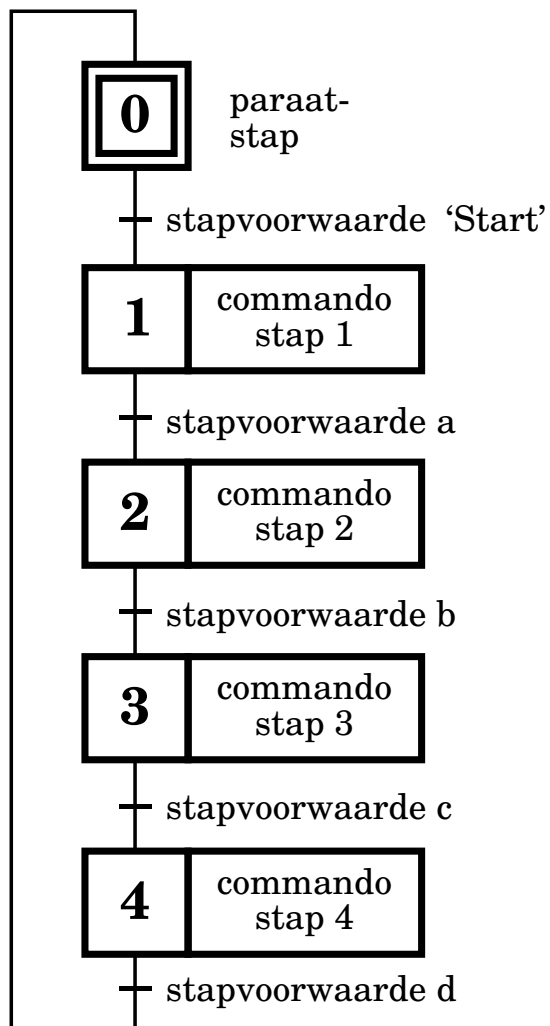 0
paraat-
stap
stapvoorwaarde ‘Start’
1
commando
stap 1
stapvoorwaarde a
2
commando
stap 2
stapvoorwaarde b
3
commando
stap 3
stapvoorwaarde c
4
commando
stap 4
stapvoorwaarde d